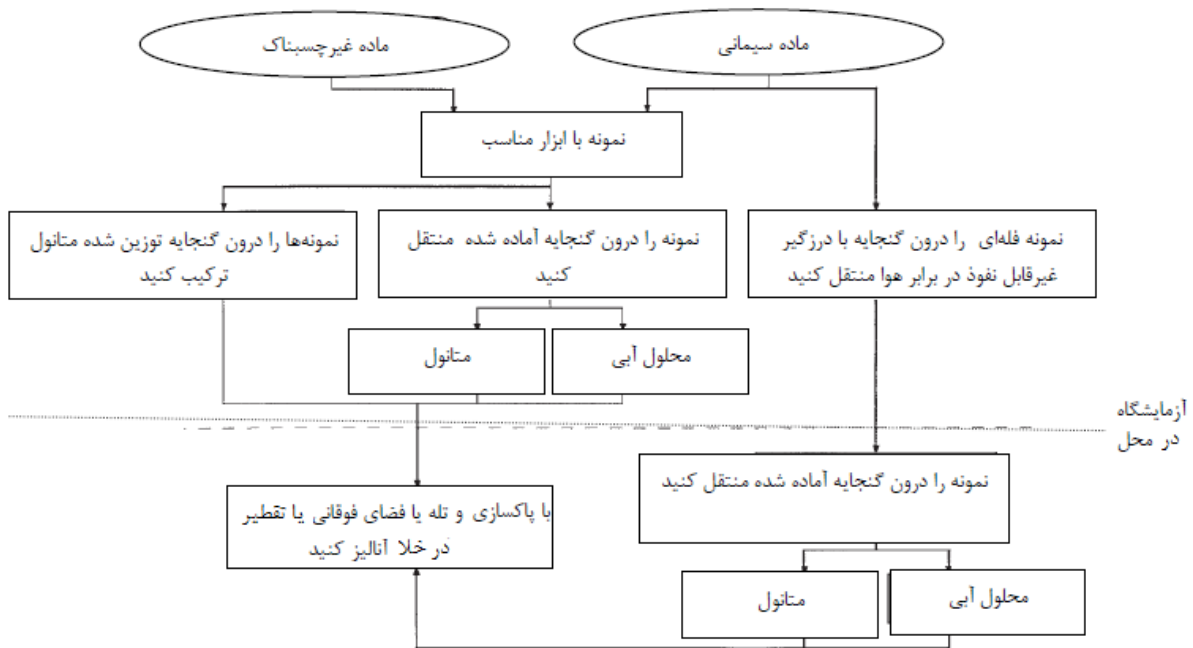 ماده سیمانی
ماده غیرچسبناک
نمونه با ابزار مناسب
نمونه فله‌ای را درون گنجایه با درزگیر
غیرقابل نفوذ در برابر هوا منتقل کنید
نمونه را درون گنجایه آماده شده منتقل
کنید
نمونه‌ها را درون گنجایه توزین شده متانول
ترکیب کنید
محلول آبی
متانول
آزمایشگاه
در محل
نمونه را درون گنجایه آماده شده منتقل کنید
با پاکسازی و تله یا فضای فوقانی یا تقطیر
در خلا آنالیز کنید
محلول آبی
متانول